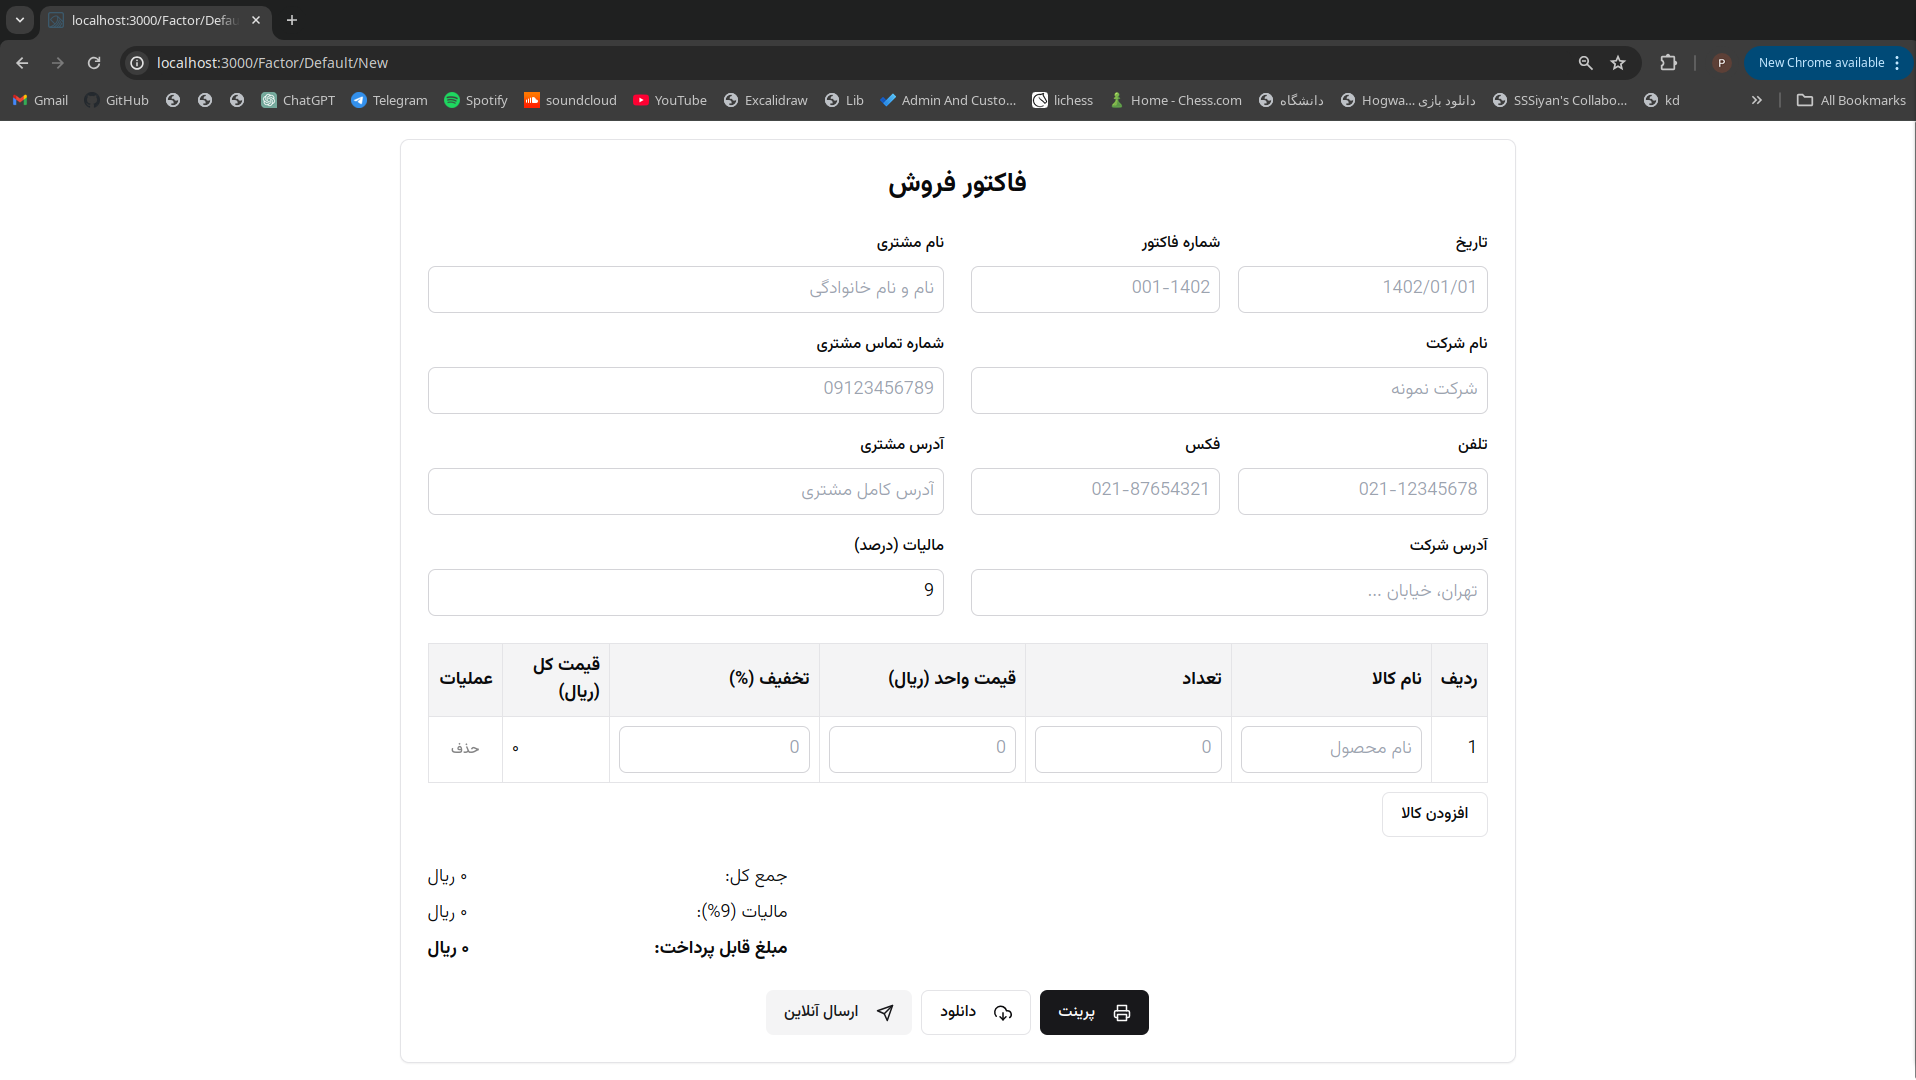 localhost:3000/Factor/Defau
localhost:3000/Factor/Default/New
P
New Chrome available
Gmail
GitHub
ChatGPT
Telegram
Spotify
soundcloud
YouTube
Excalidraw
Lib
Admin And Custo...
lichess
Home - Chess.com
دانشگاه
Hogwa... دانلود بازی
SSSiyan's Collabo...
kd
All Bookmarks
فاکتور فروش
تاریخ
شماره فاکتور
نام مشتری
1402/01/01
001-1402
نام و نام خانوادگی
نام شرکت
شماره تماس مشتری
شرکت نمونه
09123456789
تلفن
فکس
آدرس مشتری
021-12345678
021-87654321
آدرس کامل مشتری
آدرس شرکت
مالیات (درصد)
تهران، خیابان ...
9
ردیف
نام کالا
تعداد
قیمت واحد (ریال)
تخفیف (%)
قیمت کل
(ریال)
عملیات
1
نام محصول
0
0
0
۰
حذف
افزودن کالا
جمع کل:
۰ ریال
مالیات (9%):
۰ ریال
مبلغ قابل پرداخت:
۰ ریال
پرینت
دانلود
ارسال آنلاین